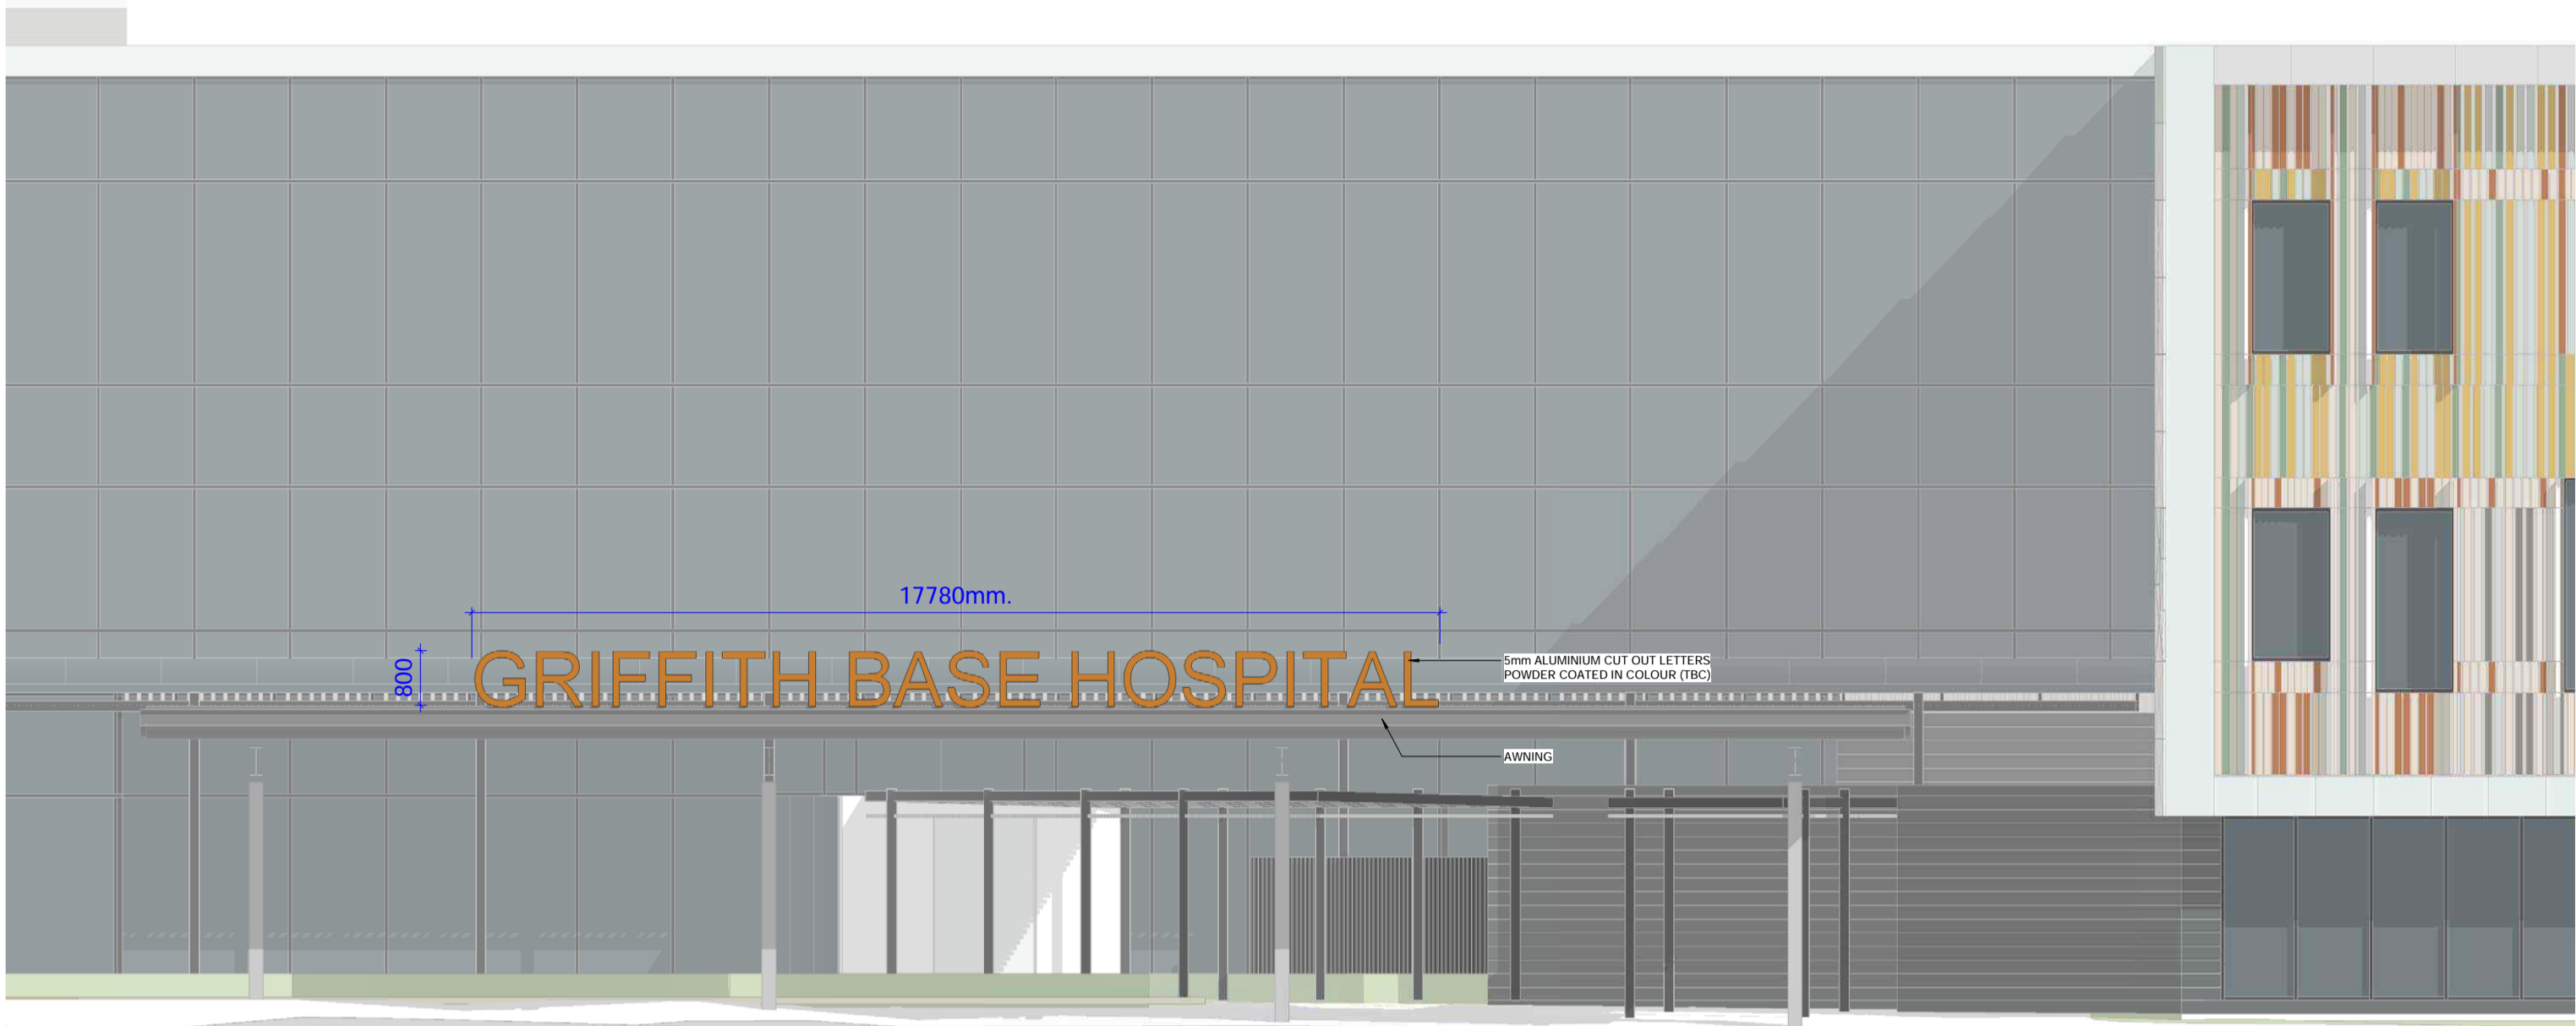 17780mm.
800
GRIFFITH BASE HOSPITAL
5mm ALUMINIUM CUT OUT LETTERS
POWDER COATED IN COLOUR (TBC)
AWNING